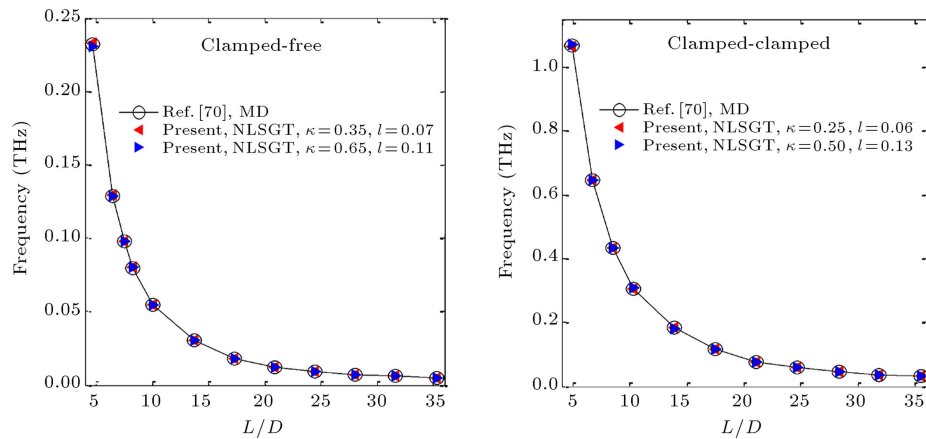 0.25
0.20
0.15
0.10
0.05
0.00
Frequency (THz)
Clamped-free
Ref. [70], MD
Present, NLSGT, κ=0.35, l=0.07
Present, NLSGT, κ=0.65, l=0.11
5 10 15 20 25 30 35
L/D
1.0
0.8
0.6
0.4
0.2
0.0
Frequency (THz)
Clamped-clamped
Ref. [70], MD
Present, NLSGT, κ=0.25, l=0.06
Present, NLSGT, κ=0.50, l=0.13
5 10 15 20 25 30 35
L/D